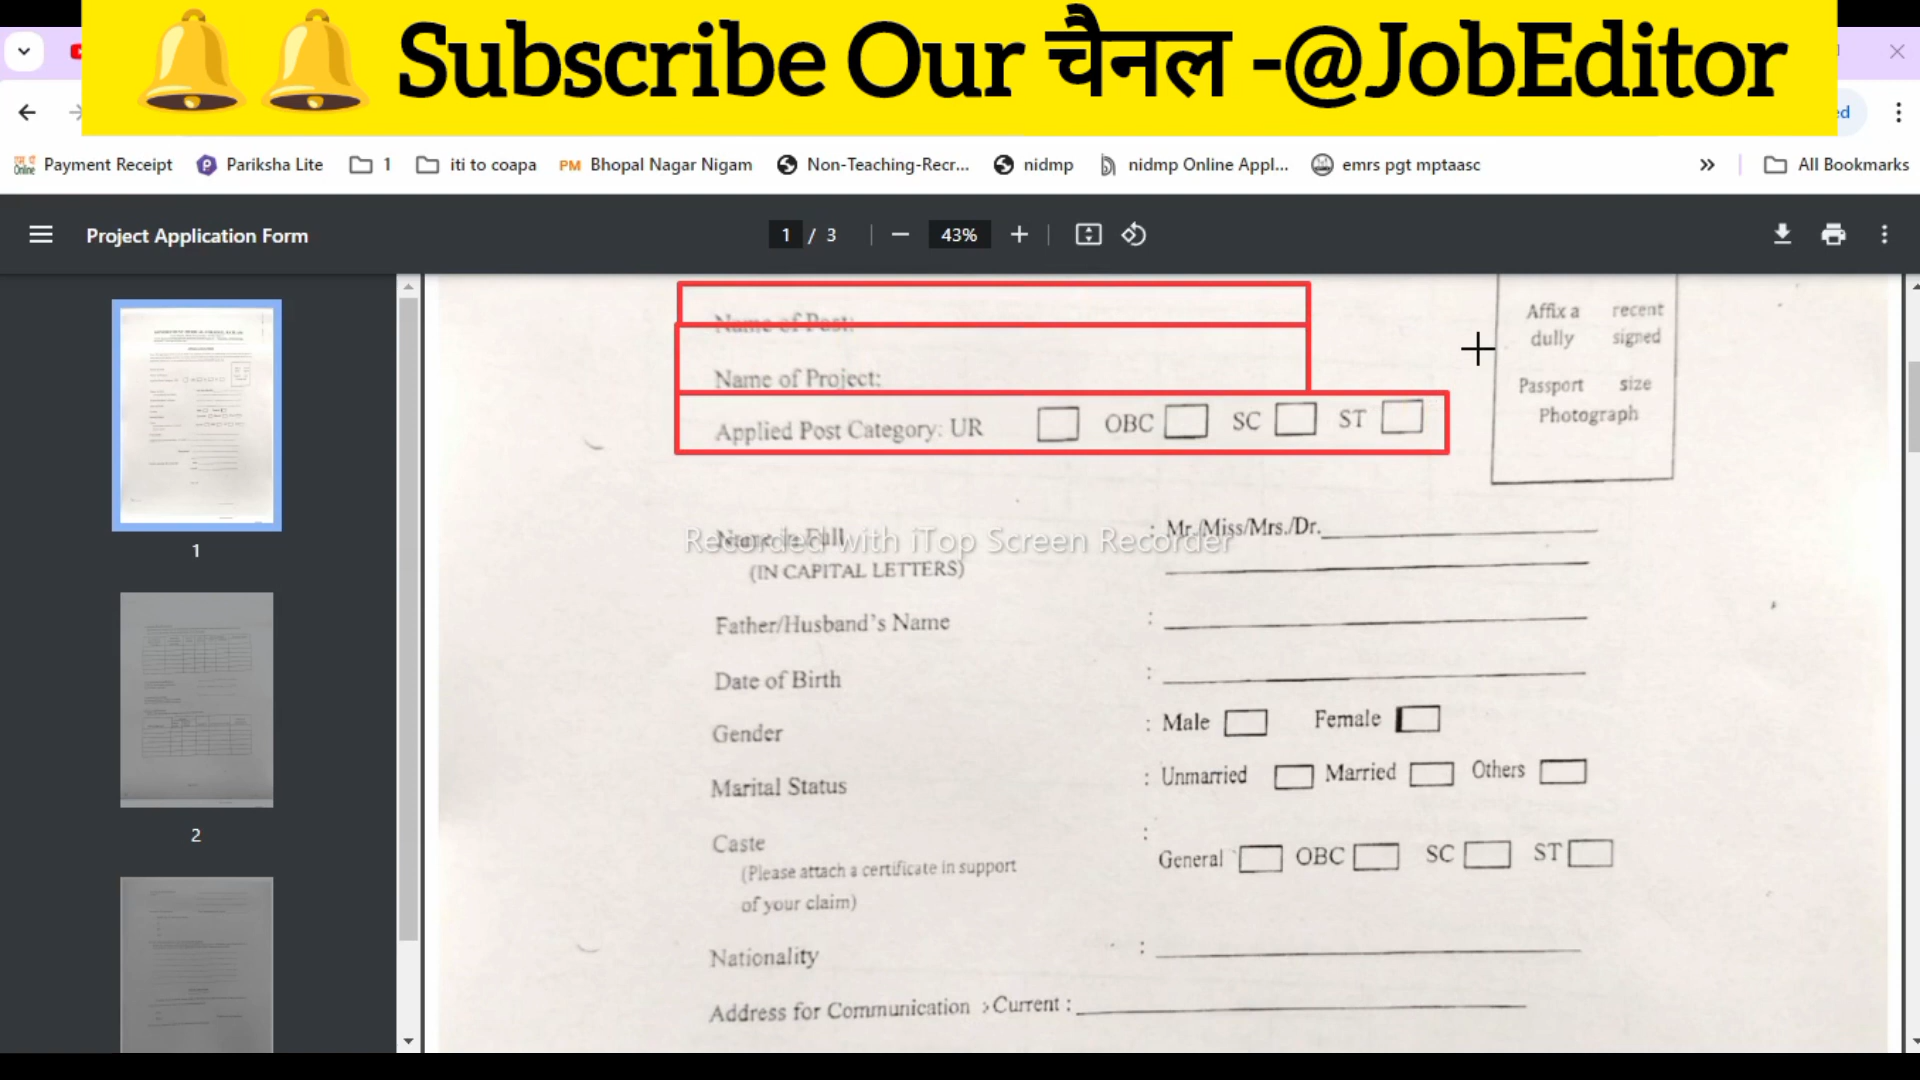 Subscribe Our चैनल -@JobEditor
ed
Payment Receipt Pariksha Lite 1 iti to coapa PM Bhopal Nagar Nigam Non-Teaching-Recr... nidmp nidmp Online Appl... emrs pgt mptaasc » All Bookmarks
Project Application Form 1 / 3 43%
Name of Post:
Name of Project:
Applied Post Category: UR OBC SC ST
Affix a recent
dully signed
Passport size
Photograph
Name in Full : Mr./Miss/Mrs./Dr.
Recorded with iTop Screen Recorder
(IN CAPITAL LETTERS)
Father/Husband's Name :
Date of Birth :
Gender : Male Female
Marital Status : Unmarried Married Others
Caste : General OBC SC ST
(Please attach a certificate in support
of your claim)
Nationality :
Address for Communication :- Current :
1
2